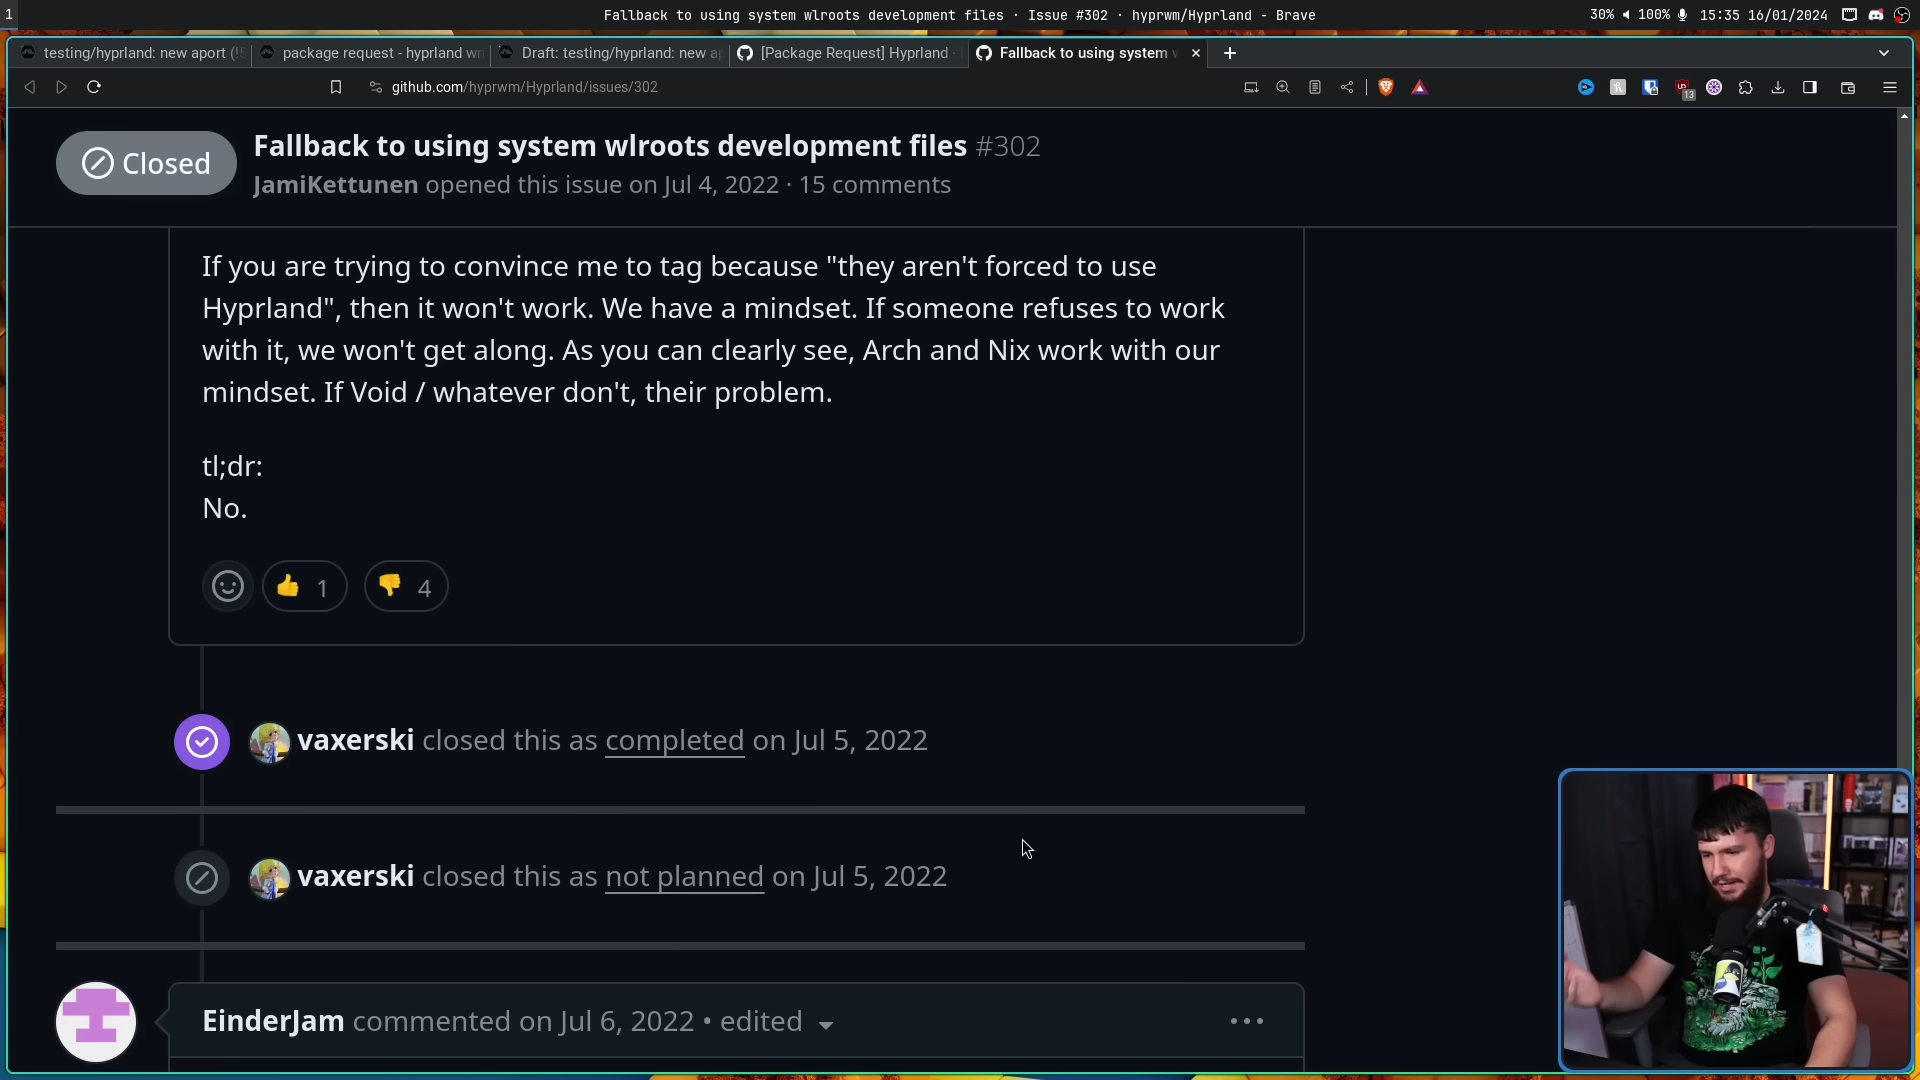 1
Fallback to using system wlroots development files · Issue #302 · hyprwm/Hyprland - Brave
30% 100% 15:35 16/01/2024
testing/hyprland: new aport (!5
package request - hyprland wr
Draft: testing/hyprland: new ap
[Package Request] Hyprland ·
Fallback to using system w
github.com/hyprwm/Hyprland/issues/302
13
Closed
Fallback to using system wlroots development files #302
JamiKettunen opened this issue on Jul 4, 2022 · 15 comments
If you are trying to convince me to tag because "they aren't forced to use
Hyprland", then it won't work. We have a mindset. If someone refuses to work
with it, we won't get along. As you can clearly see, Arch and Nix work with our
mindset. If Void / whatever don't, their problem.
tl;dr:
No.
1
4
vaxerski closed this as completed on Jul 5, 2022
vaxerski closed this as not planned on Jul 5, 2022
EinderJam commented on Jul 6, 2022 • edited